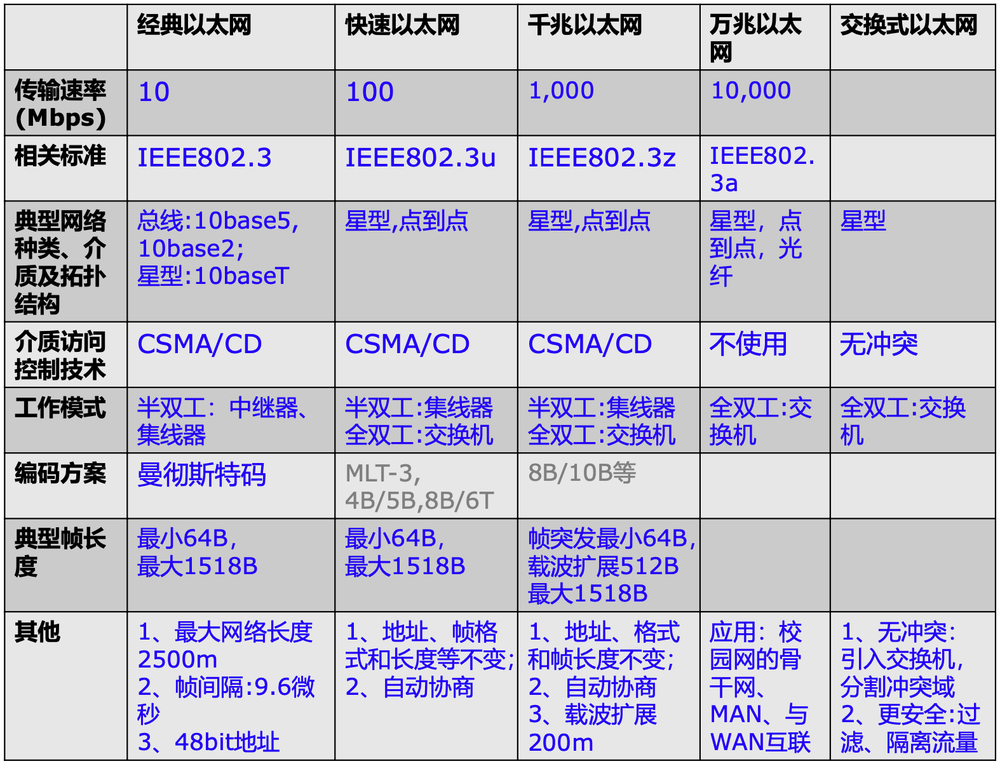 经典以太网
快速以太网
千兆以太网
万兆以太
网
交换式以太网
传输速率
(Mbps)
10
100
1,000
10,000
相关标准
IEEE802.3
IEEE802.3u
IEEE802.3z
IEEE802.
3a
典型网络
种类、介
质及拓扑
结构
总线:10base5,
10base2;
星型:10baseT
星型,点到点
星型,点到点
星型，点
到点，光
纤
星型
介质访问
控制技术
CSMA/CD
CSMA/CD
CSMA/CD
不使用
无冲突
工作模式
半双工：中继器、
集线器
半双工:集线器
全双工:交换机
半双工:集线器
全双工:交换机
全双工:交
换机
全双工:交换
机
编码方案
曼彻斯特码
MLT-3,
4B/5B,8B/6T
8B/10B等
典型帧长
度
最小64B，
最大1518B
最小64B，
最大1518B
帧突发最小64B，
载波扩展512B
最大1518B
其他
1、最大网络长度
2500m
2、帧间隔:9.6微
秒
3、48bit地址
1、地址、帧格
式和长度等不变；
2、自动协商
1、地址、格式
和帧长度不变；
2、自动协商
3、载波扩展
200m
应用：校
园网的骨
干网、
MAN、与
WAN互联
1、无冲突：
引入交换机，
分割冲突域
2、更安全:过
滤、隔离流量